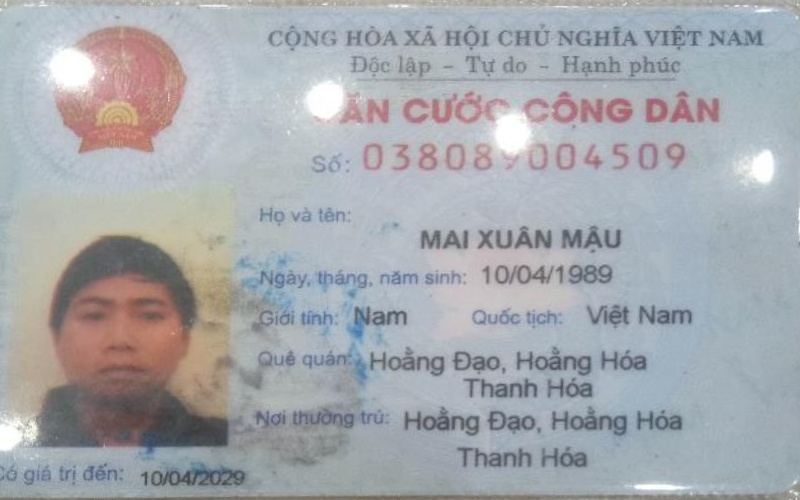 CỘNG HÒA XÃ HỘI CHỦ NGHĨA VIỆT NAM
Độc lập - Tự do - Hạnh phúc
CĂN CƯỚC CÔNG DÂN
Số: 038089004509
Họ và tên:
MAI XUÂN MẬU
Ngày, tháng, năm sinh: 10/04/1989
Giới tính: Nam Quốc tịch: Việt Nam
Quê quán: Hoằng Đạo, Hoằng Hóa
Thanh Hóa
Nơi thường trú: Hoằng Đạo, Hoằng Hóa
Thanh Hóa
Có giá trị đến: 10/04/2029